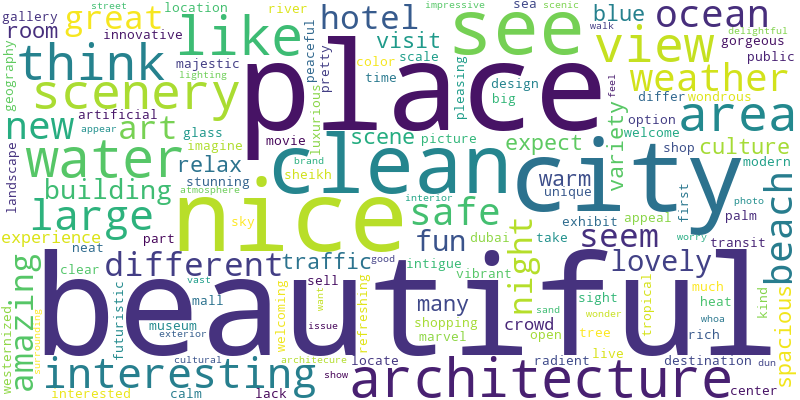 street
impressive
sea
scenic
gallery
location
river
great
like
hotel
see
blue
ocean
room
innovative
peaceful
pretty
visit
view
walk
delightful
geography
think
majestic
color
time
scale
pleasing
design
big
gorgeous
public
lighting
luxurious
place
weather
scenery
differ
wondrous
artificial
feel
landscape
new
art
glass
movie
scene
picture
expect
option
welcome
area
appear
imagine
variety
shop
culture
water
relax
brand
sheikh
clean
city
warm
modern
stunning
unique
first
beach
building
atmosphere
interior
photo
large
nice
safe
exhibit
appeal
palm
experience
part
sky
fun
dubai
take
seem
worry
transit
neat
different
traffic
intigue
night
lovely
clear
vibrant
good
sight
amazing
beautiful
futuristic
vast
mall
sell
want
refreshing
many
sand
tropical
much
heat
kind
spacious
museum
welcoming
issue
shopping
crowd
wonder
whoa
westernized
exterior
marvel
open
tree
rich
surrounding
interesting
cultural
architecure
locate
radient
live
destination
dun
interested
calm
lack
show
architecture
center